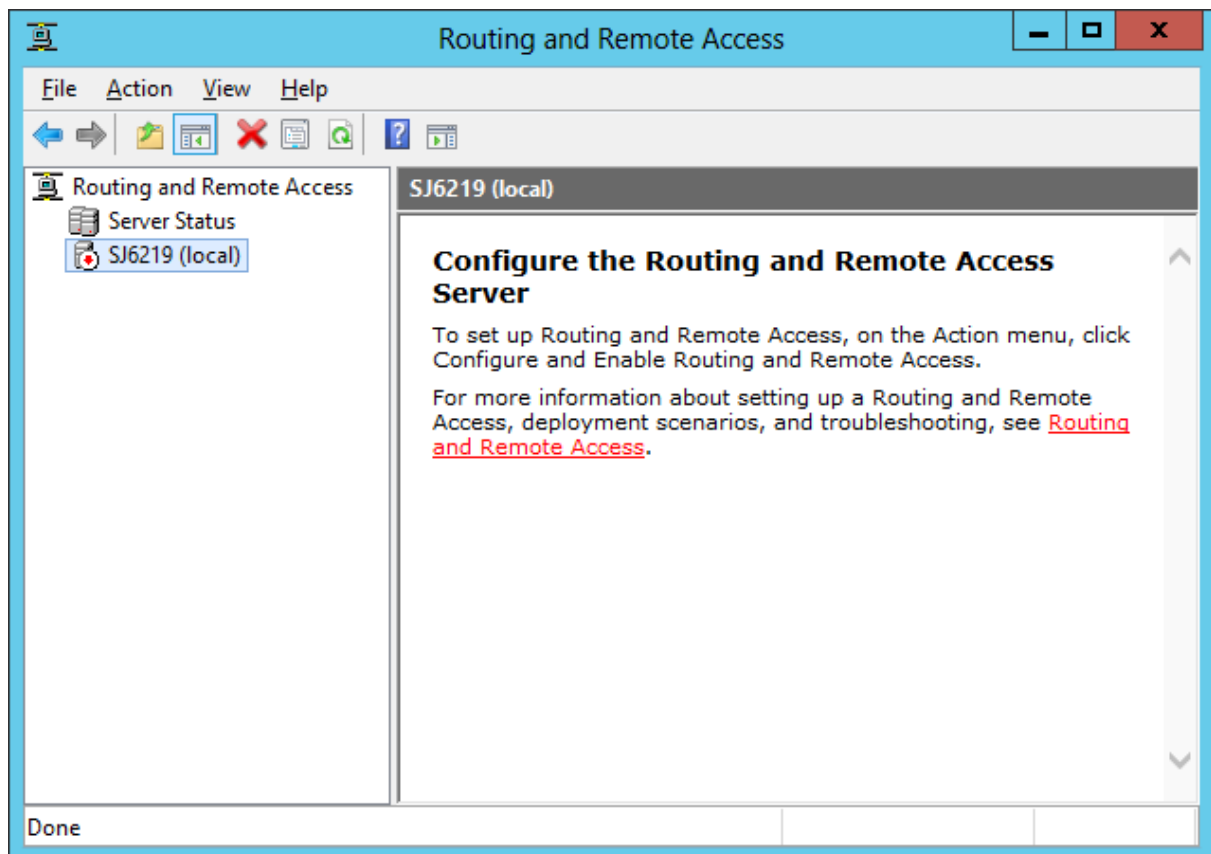 Routing and Remote Access
File Action View Help
Routing and Remote Access
Server Status
SJ6219 (local)
SJ6219 (local)
Configure the Routing and Remote Access
Server
To set up Routing and Remote Access, on the Action menu, click
Configure and Enable Routing and Remote Access.
For more information about setting up a Routing and Remote
Access, deployment scenarios, and troubleshooting, see Routing
and Remote Access.
Done